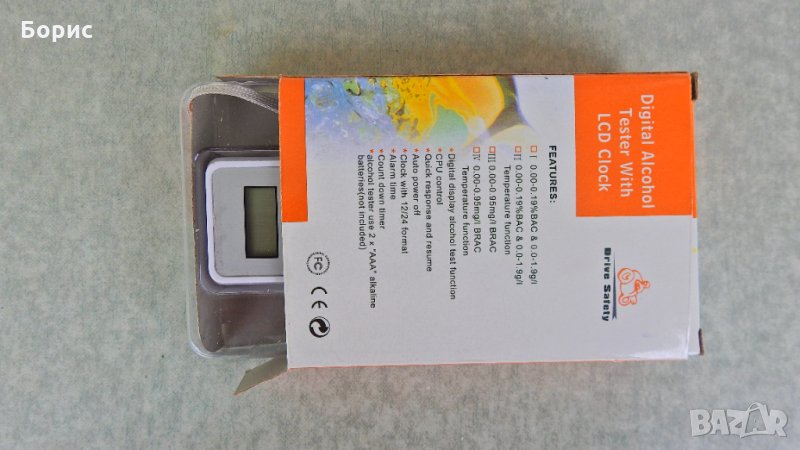 Борис
Digital Alcohol
Tester With
LCD Clock
Drive Safety
FEATURES:
I 0.00-0.19%BAC & 0.0-1.9g/l
II 0.00-0.19%BAC & 0.0-1.9g/l
Temperature function
III 0.00-0.95mg/l BRAC
IV 0.00-0.95mg/l BRAC
Temperature function
Digital display alcohol test function
CPU control
Quick response and resume
Auto power off
Clock with 12/24 format
Alarm time
Count down timer
alcohol tester use 2 x "AAA" alkaline
batteries(not included)
FC
CE
BAZAR